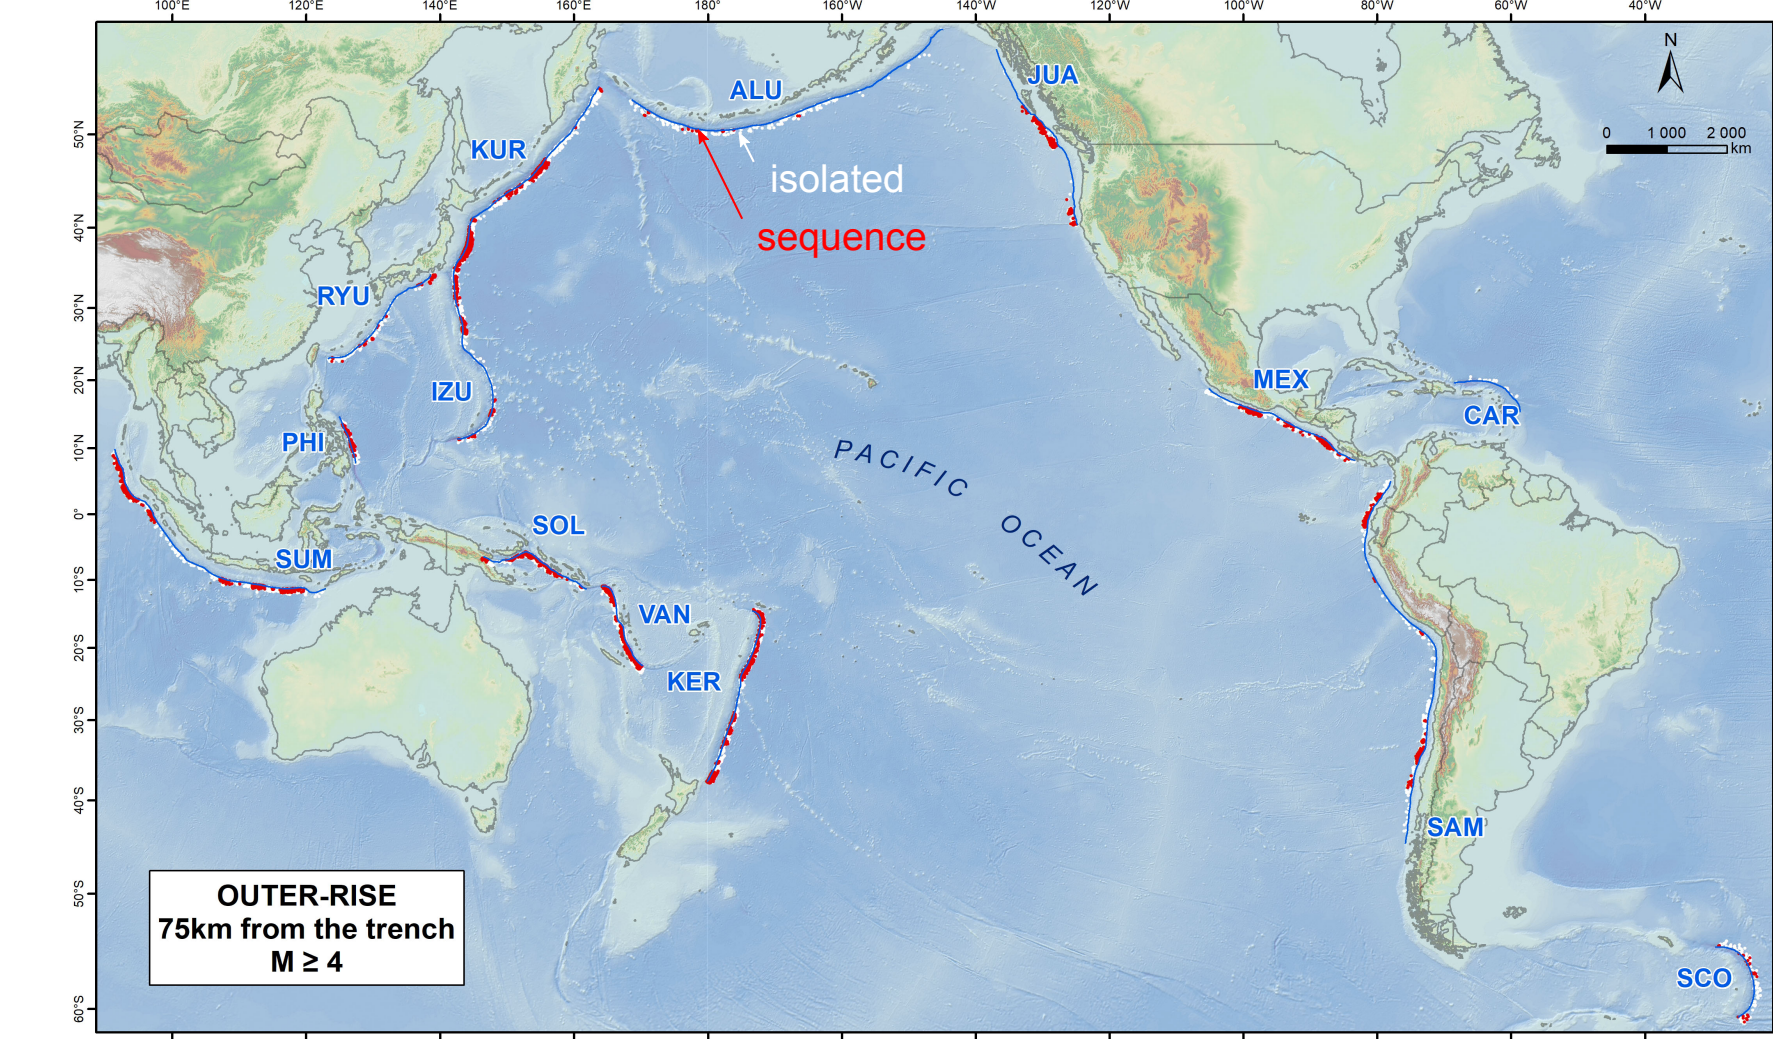 100°E 120°E 140°E 160°E 180° 160°W 140°W 120°W 100°W 80°W 60°W 40°W
N
0 1 000 2 000
km
50°N
40°N
30°N
20°N
10°N
0°
10°S
20°S
30°S
40°S
50°S
60°S
ALU
JUA
KUR
isolated
sequence
RYU
IZU
MEX
CAR
PHI
PACIFIC
OCEAN
SOL
SUM
VAN
KER
SAM
SCO
OUTER-RISE
75km from the trench
M ≥ 4